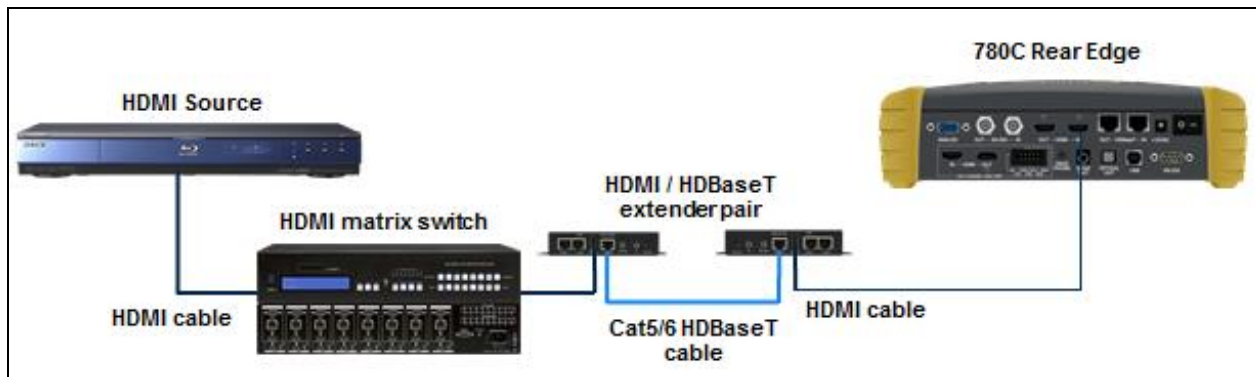 780C Rear Edge
HDMI Source
HDMI / HDBaseT
extender pair
HDMI matrix switch
HDMI cable
Cat5/6 HDBaseT
cable
HDMI cable